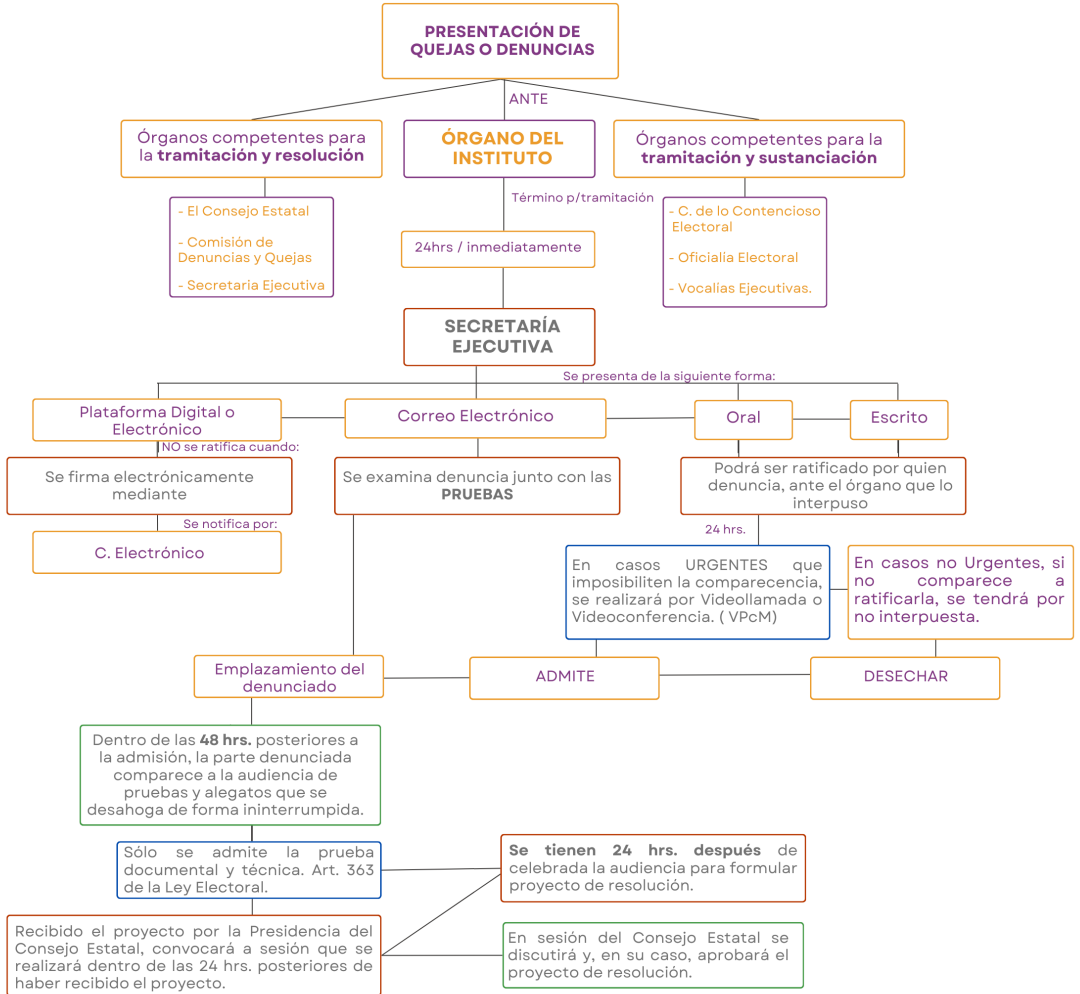 PRESENTACIÓN DE
QUEJAS O DENUNCIAS
ANTE
Órganos competentes para
la tramitación y resolución
ÓRGANO DEL
INSTITUTO
Órganos competentes para la
tramitación y sustanciación
Término p/tramitación
- El Consejo Estatal
- Comisión de
Denuncias y Quejas
- Secretaria Ejecutiva
24hrs / inmediatamente
- C. de lo Contencioso
Electoral
- Oficialia Electoral
- Vocalías Ejecutivas.
SECRETARÍA
EJECUTIVA
Se presenta de la siguiente forma:
Plataforma Digital o
Electrónico
Correo Electrónico
Oral
Escrito
NO se ratifica cuando:
Se firma electrónicamente
mediante
Se examina denuncia junto con las
PRUEBAS
Podrá ser ratificado por quien
denuncia, ante el órgano que lo
interpuso
Se notifica por:
C. Electrónico
24 hrs.
En casos URGENTES que
imposibiliten la comparecencia,
se realizará por Videollamada o
Videoconferencia. ( VPcM)
En casos no Urgentes, si
no comparece a
ratificarla, se tendrá por
no interpuesta.
Emplazamiento del
denunciado
ADMITE
DESECHAR
Dentro de las 48 hrs. posteriores a
la admisión, la parte denunciada
comparece a la audiencia de
pruebas y alegatos que se
desahoga de forma ininterrumpida.
Sólo se admite la prueba
documental y técnica. Art. 363
de la Ley Electoral.
Se tienen 24 hrs. después de
celebrada la audiencia para formular
proyecto de resolución.
Recibido el proyecto por la Presidencia del
Consejo Estatal, convocará a sesión que se
realizará dentro de las 24 hrs. posteriores de
haber recibido el proyecto.
En sesión del Consejo Estatal se
discutirá y, en su caso, aprobará el
proyecto de resolución.